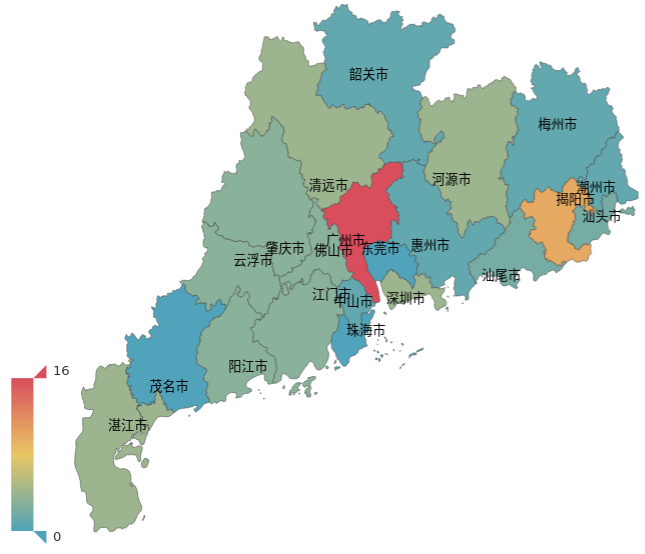 韶关市
梅州市
清远市
河源市
潮州市
揭阳市
汕头市
广州市
肇庆市
佛山市
东莞市
惠州市
云浮市
汕尾市
江门市
中山市
深圳市
珠海市
阳江市
茂名市
湛江市
16
0